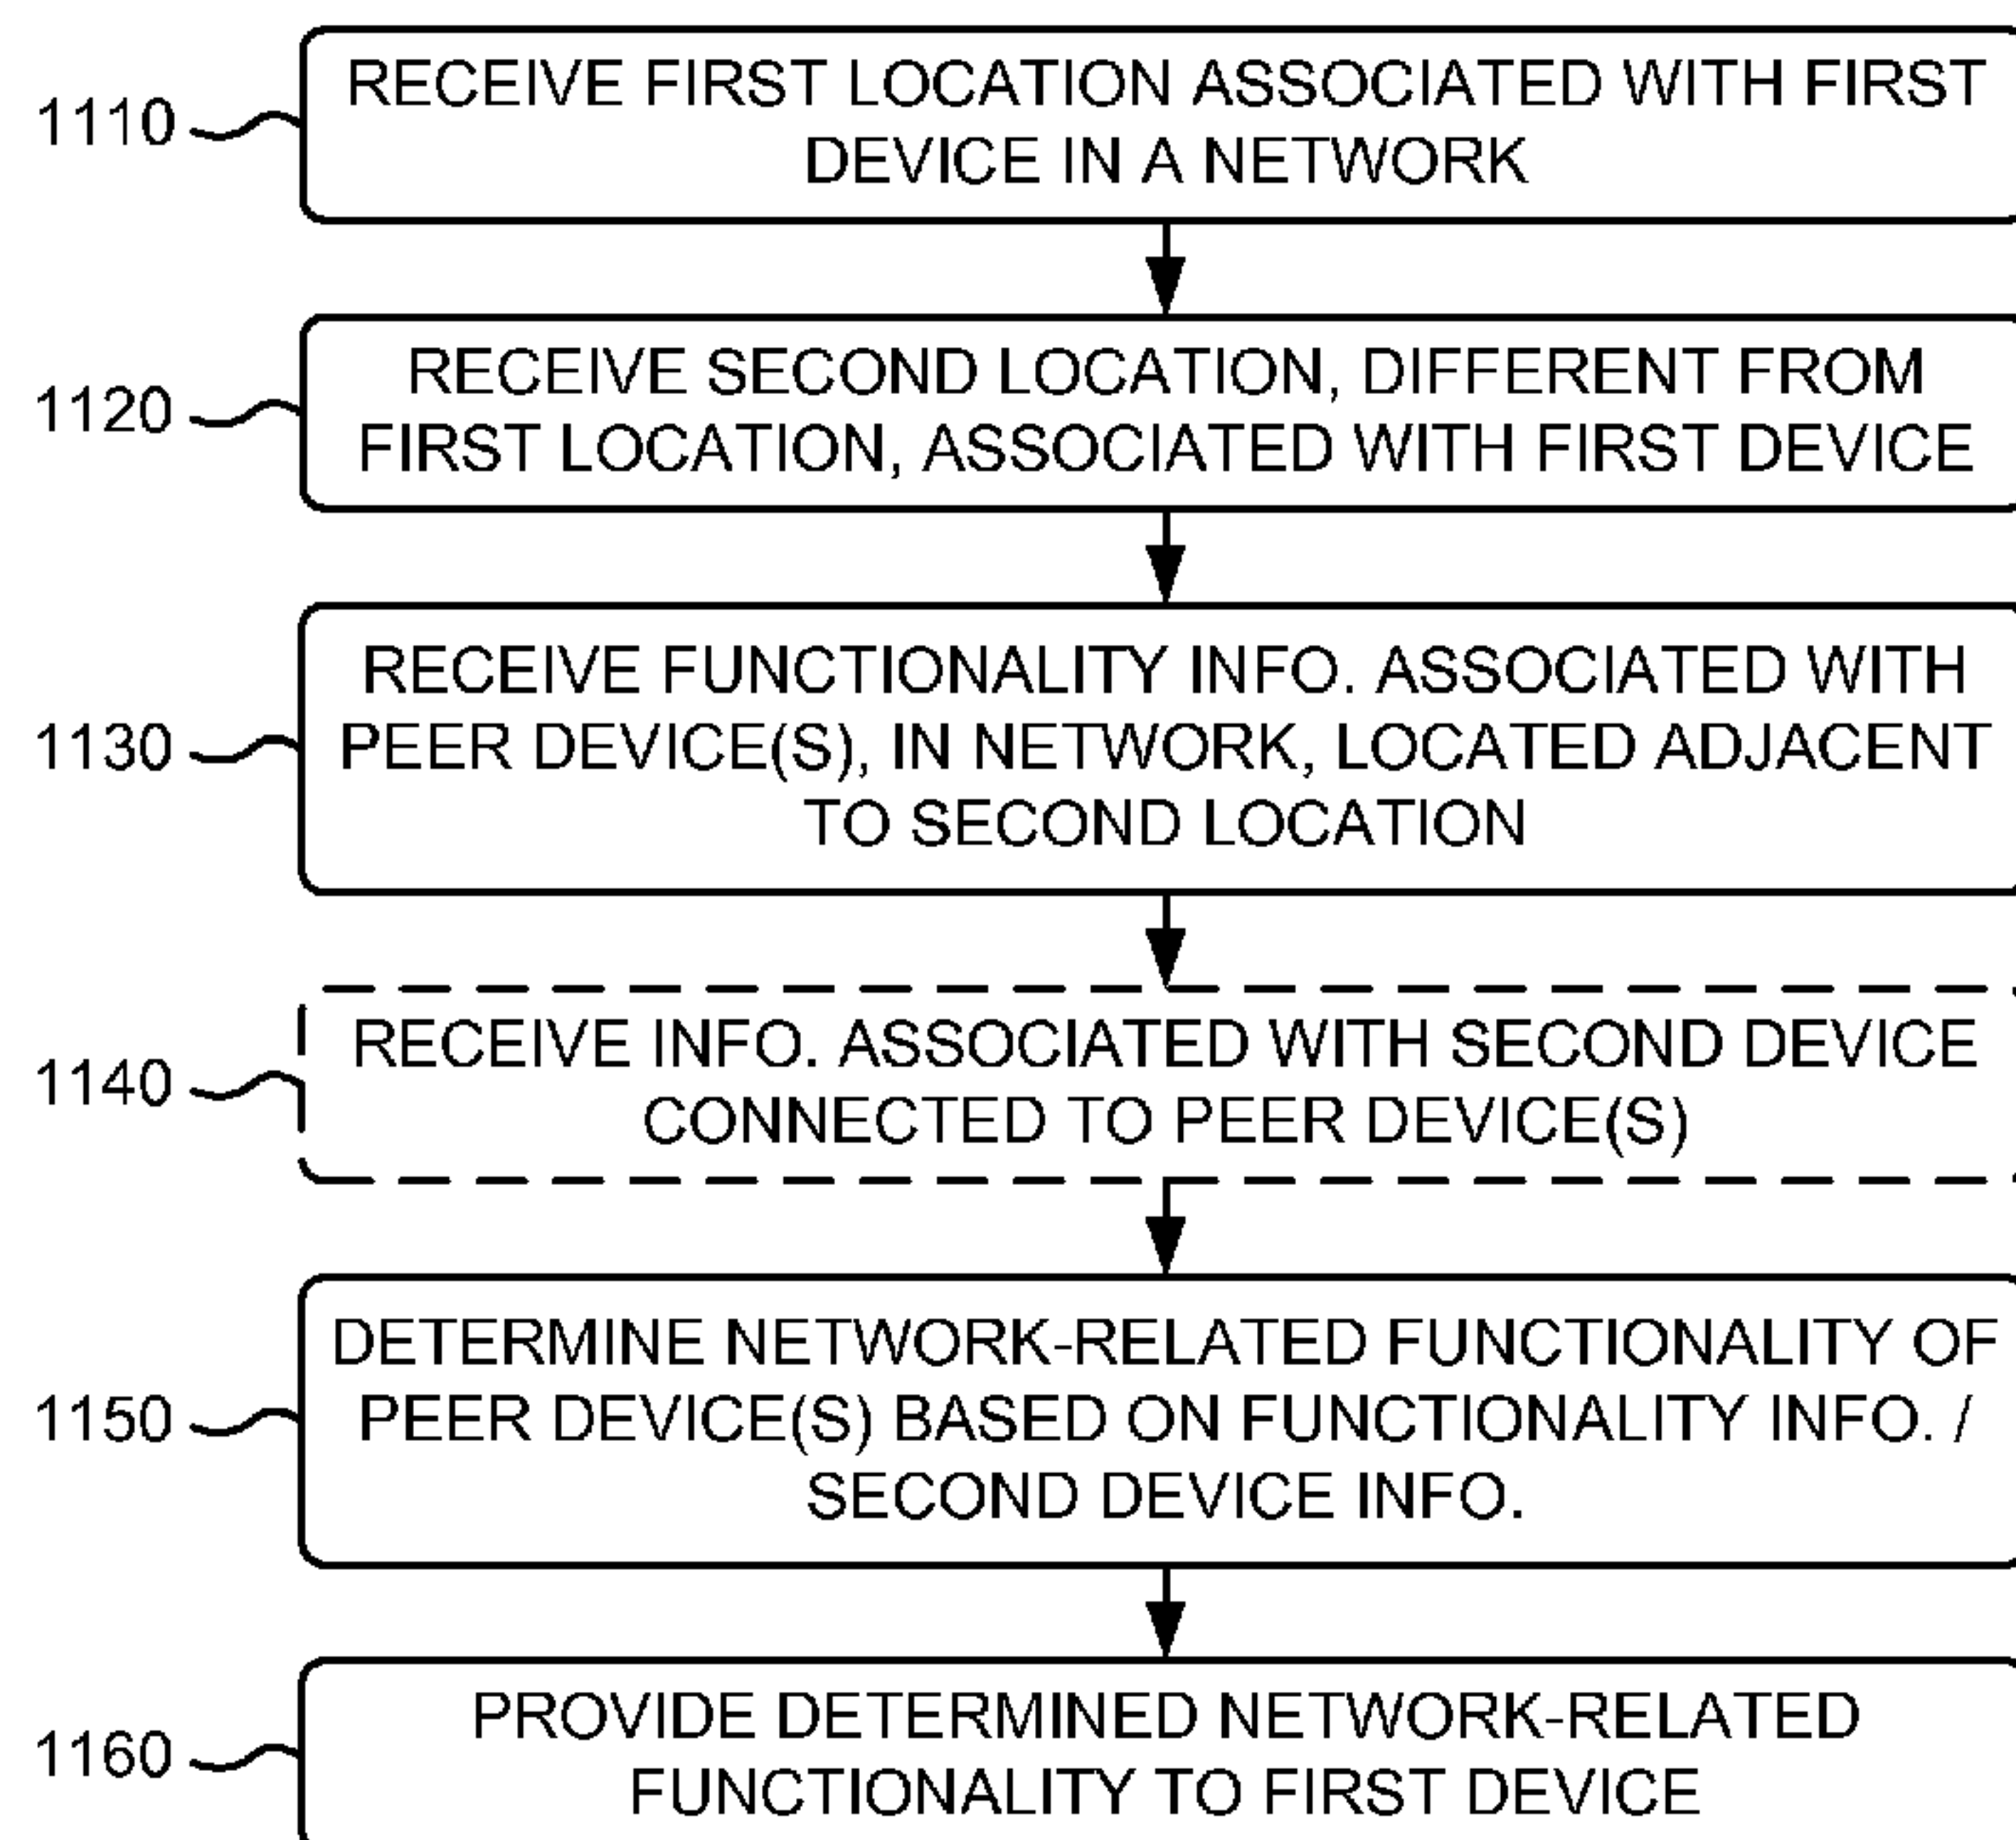 RECEIVE FIRST LOCATION ASSOCIATED WITH FIRST
DEVICE IN A NETWORK
1110
RECEIVE SECOND LOCATION, DIFFERENT FROM
FIRST LOCATION, ASSOCIATED WITH FIRST DEVICE
1120
RECEIVE FUNCTIONALITY INFO. ASSOCIATED WITH
PEER DEVICE(S), IN NETWORK, LOCATED ADJACENT
TO SECOND LOCATION
1130
RECEIVE INFO. ASSOCIATED WITH SECOND DEVICE
CONNECTED TO PEER DEVICE(S)
1140
DETERMINE NETWORK-RELATED FUNCTIONALITY OF
PEER DEVICE(S) BASED ON FUNCTIONALITY INFO. /
SECOND DEVICE INFO.
1150
PROVIDE DETERMINED NETWORK-RELATED
FUNCTIONALITY TO FIRST DEVICE
1160